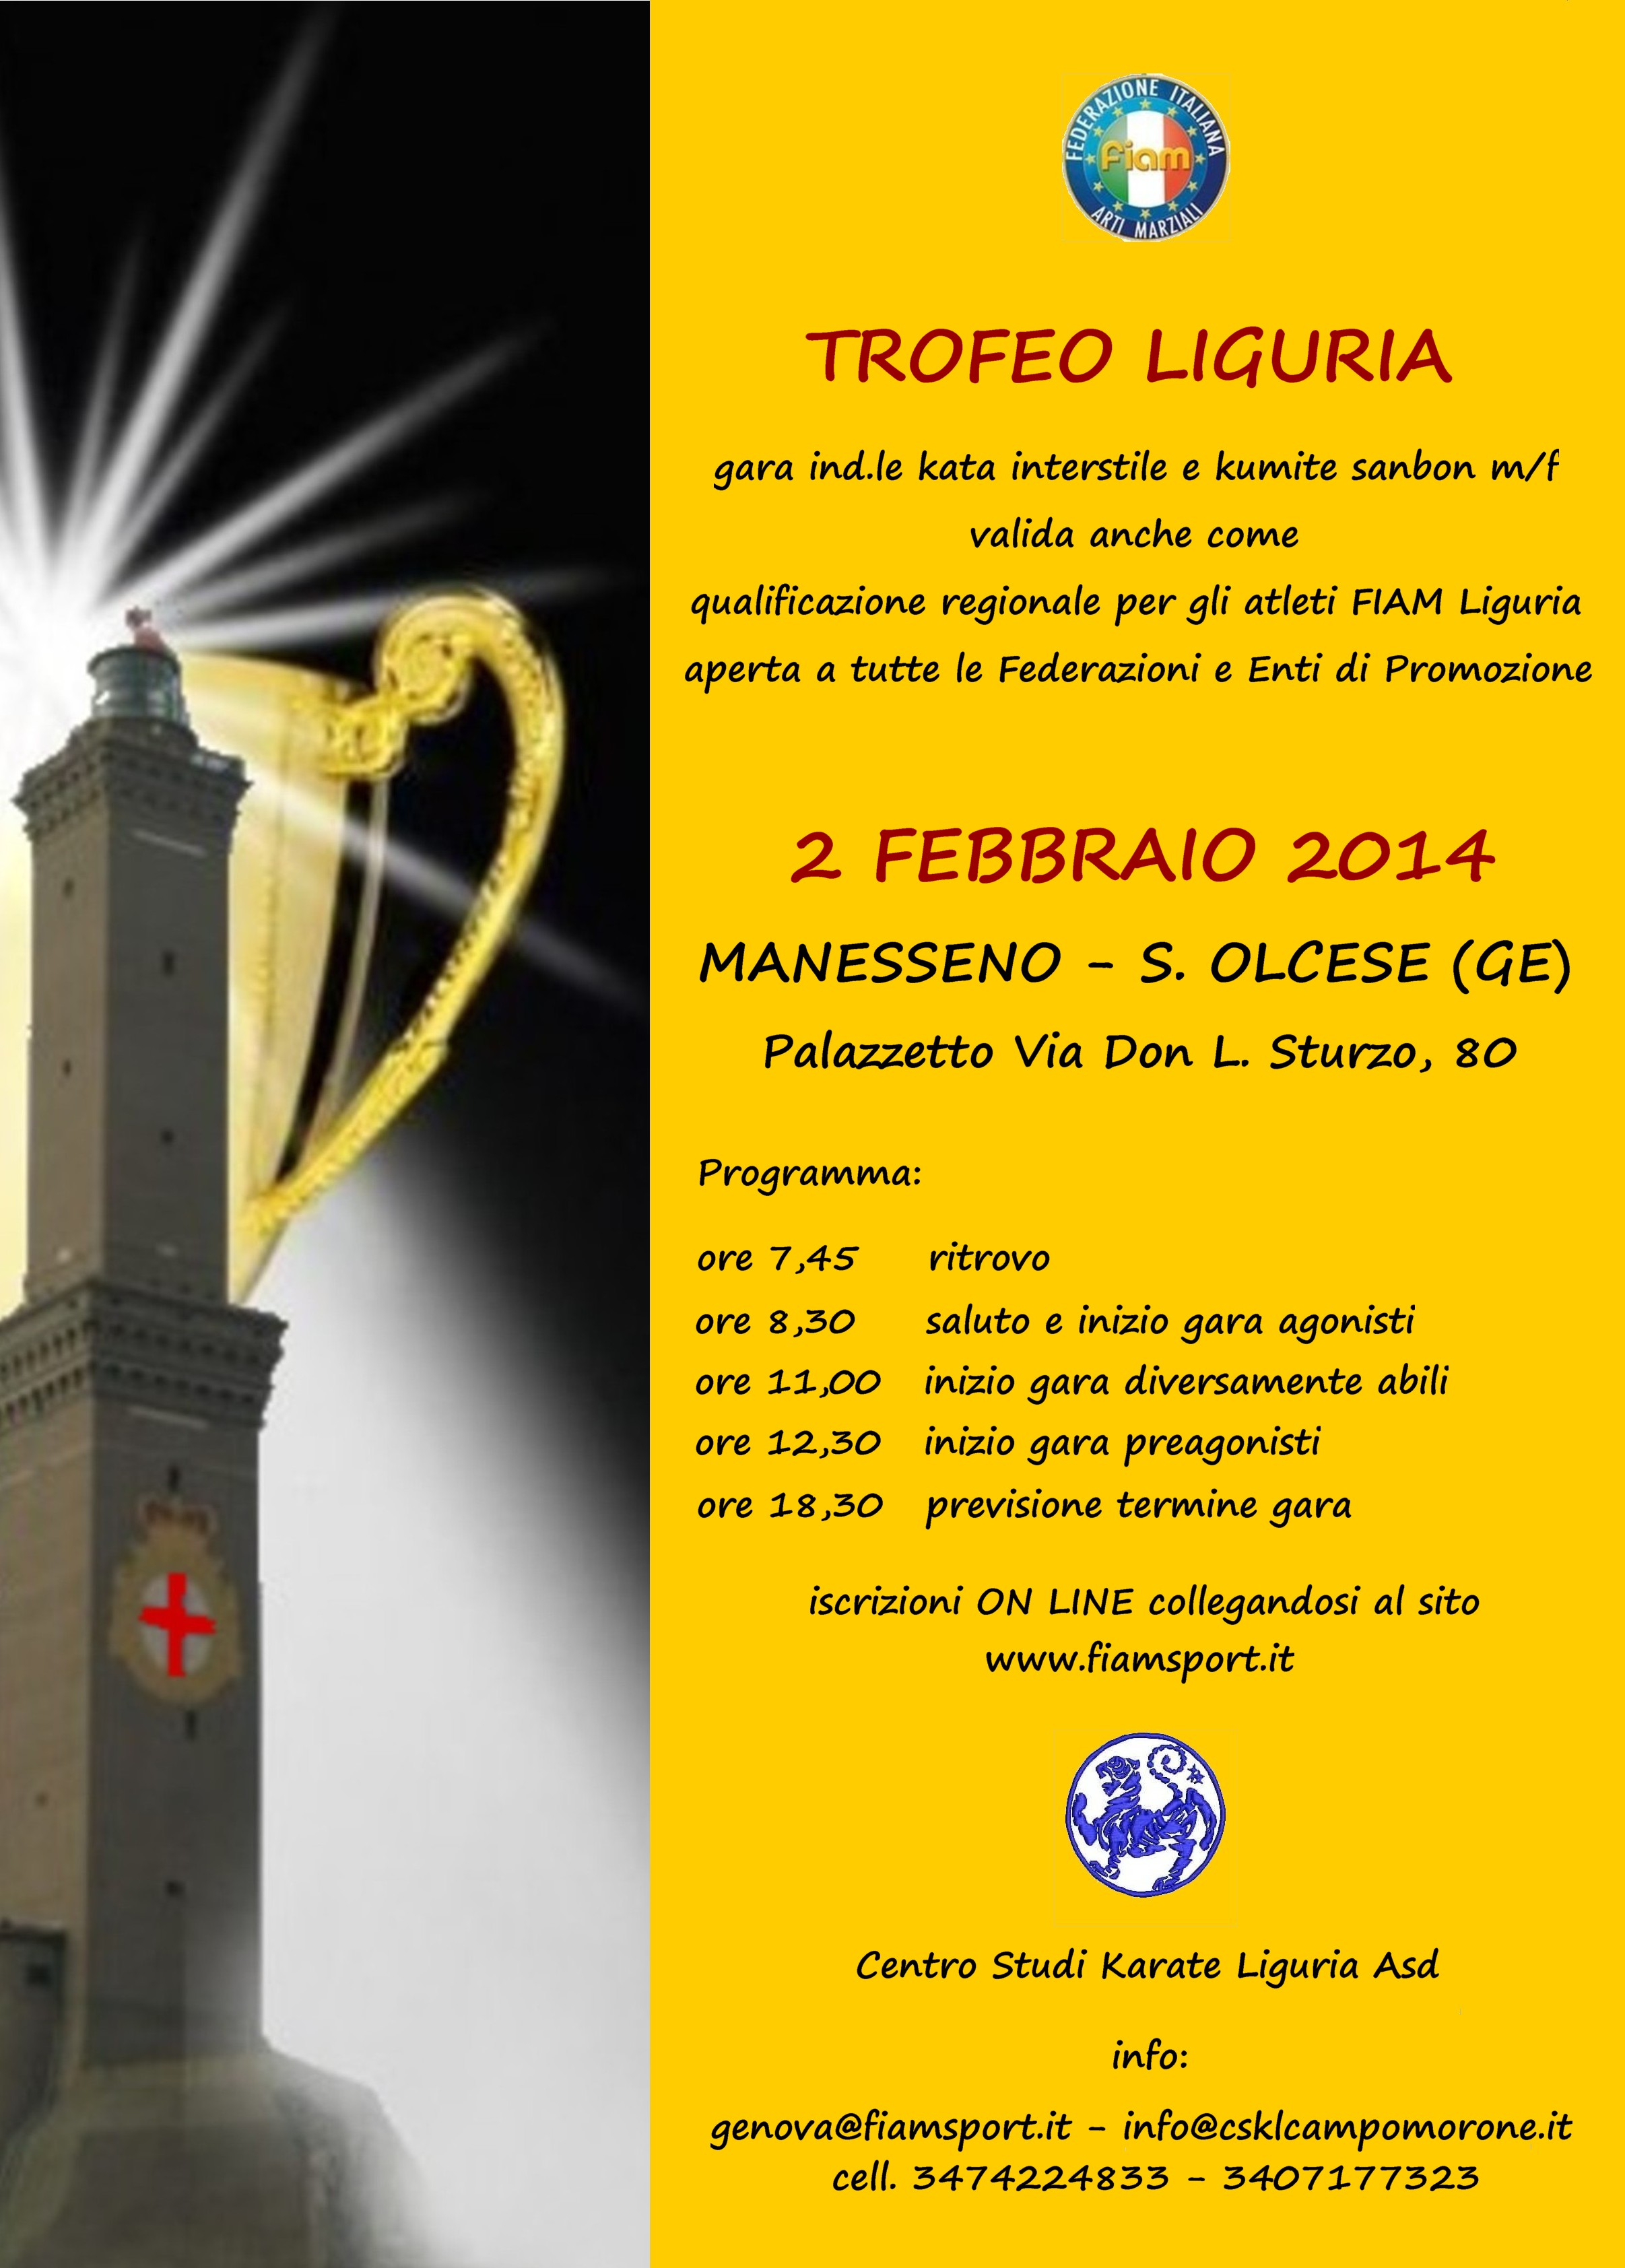 FEDERAZIONE ITALIANA
fiam
ARTI MARZIALI
TROFEO LIGURIA
gara ind.le kata interstile e kumite sanbon m/f
valida anche come
qualificazione regionale per gli atleti FIAM Liguria
aperta a tutte le Federazioni e Enti di Promozione
2 FEBBRAIO 2014
MANESSENO - S. OLCESE (GE)
Palazzetto Via Don L. Sturzo, 80
Programma:
ore 7,45 ritrovo
ore 8,30 saluto e inizio gara agonisti
ore 11,00 inizio gara diversamente abili
ore 12,30 inizio gara preagonisti
ore 18,30 previsione termine gara
iscrizioni ON LINE collegandosi al sito
www.fiamsport.it
Centro Studi Karate Liguria Asd
info:
genova@fiamsport.it - info@csklcampomorone.it
cell. 3474224833 - 3407177323